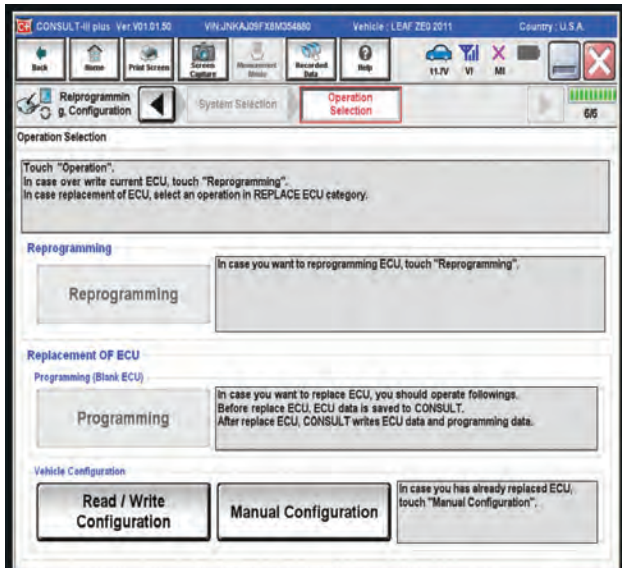 CONSULT-III plus Ver.V01.01.50 VIN:JNKAJ09FX8M354880 Vehicle : LEAF ZE0 2011 Country : U.S.A.
Back Home Print Screen Screen Capture Measurement Mode Recorded Data Help 11.7V VI MI
Re/programmin
g, Configuration
System Selection
Operation
Selection
6/6
Operation Selection
Touch "Operation".
In case over write current ECU, touch "Reprogramming".
In case replacement of ECU, select an operation in REPLACE ECU category.
Reprogramming
Reprogramming
In case you want to reprogramming ECU, touch "Reprogramming".
Replacement OF ECU
Programming (Blank ECU)
Programming
In case you want to replace ECU, you should operate followings.
Before replace ECU, ECU data is saved to CONSULT.
After replace ECU, CONSULT writes ECU data and programming data.
Vehicle Configuration
Read / Write
Configuration
Manual Configuration
In case you has already replaced ECU,
touch "Manual Configuration".